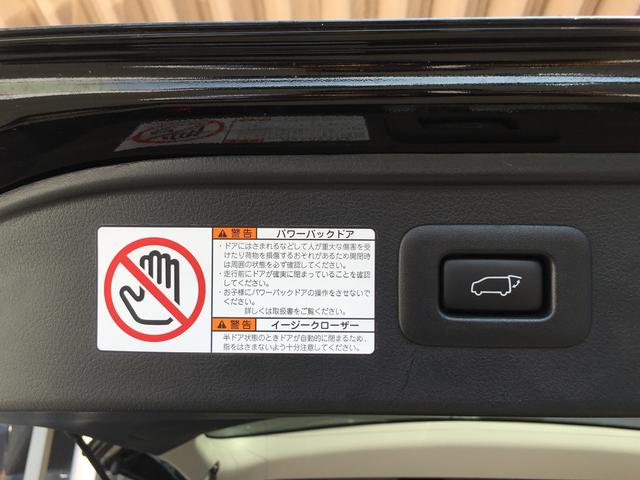 警告 パワーバックドア
・ドアにはさまれるなどして人が重大な傷害を受
けたり荷物を損傷するおそれがあるため開閉時
は周囲の状態を必ず確認してください。
・走行前にドアが確実に閉まっていることを確認
してください。
・お子様にパワーバックドアの操作をさせないで
ください。
詳しくは取扱書をご覧ください。
警告 イージークローザー
半ドア状態のときドアが自動的に閉まるため、
指をはさまないよう十分注意してください。